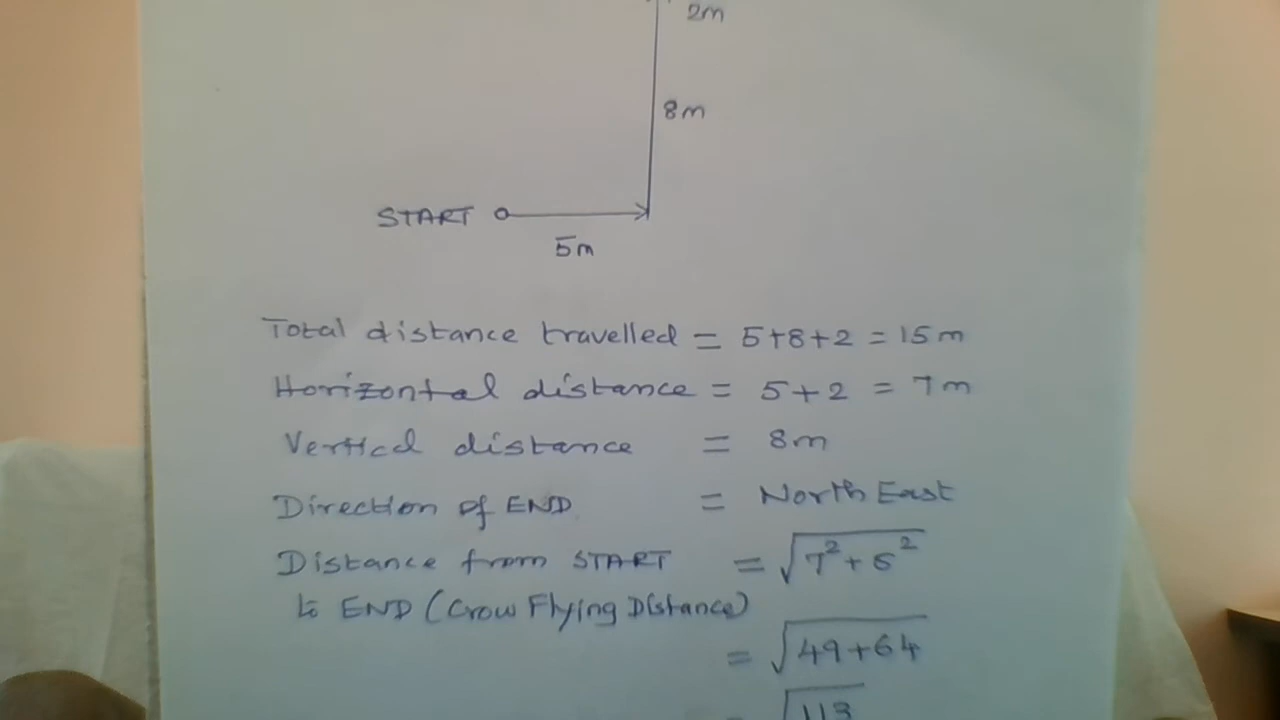 2m
8m
START
5m
Total distance travelled = 5+8+2 = 15m
Horizontal distance = 5+2 = 7m
Vertical distance = 8m
Direction of END = North East
Distance from START = √7²+8²
to END (Crow Flying Distance)
= √49+64
= √113